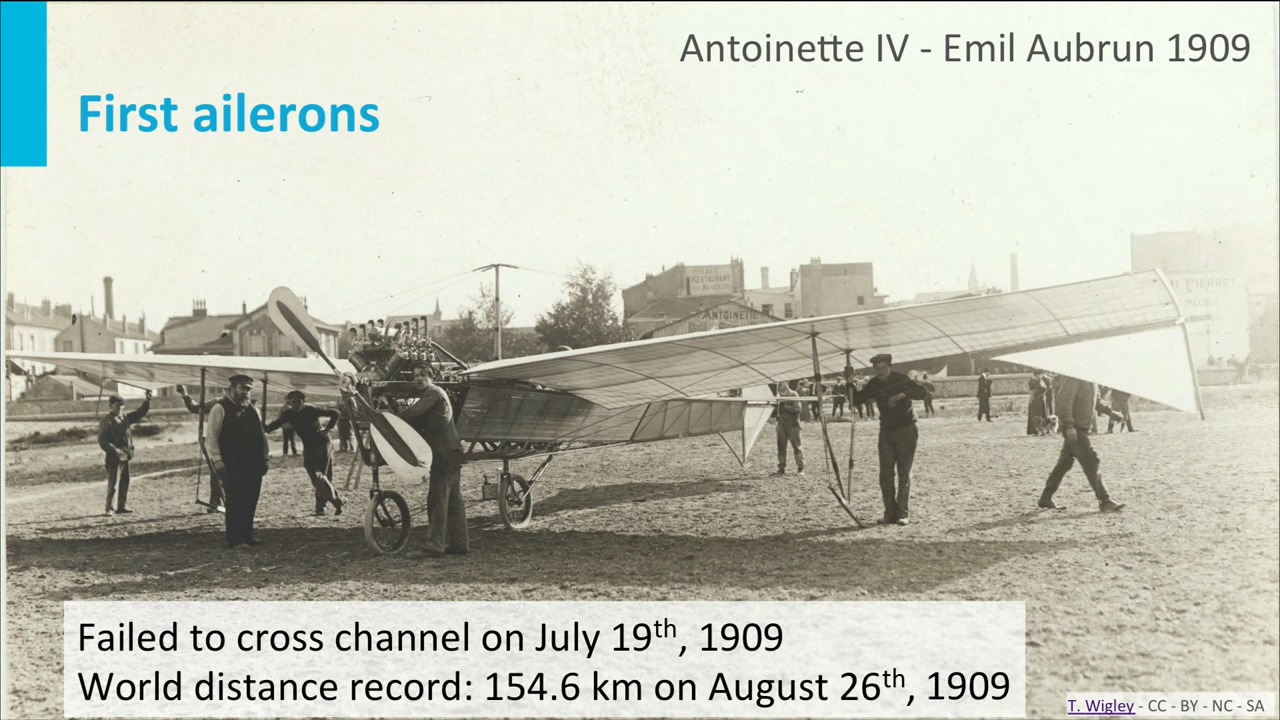 Antoinette IV - Emil Aubrun 1909
First ailerons
RESTAURANT
ANTOINETTE
Failed to cross channel on July 19th, 1909
World distance record: 154.6 km on August 26th, 1909
T. Wigley - CC - BY - NC - SA